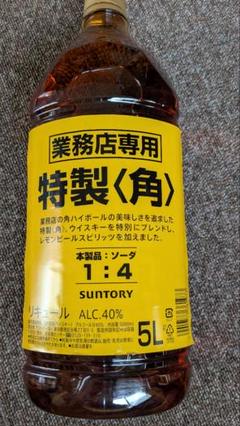 業務店専用
特製〈角〉
業務店の角ハイボールの美味しさを追求した
特製〈角〉。ウイスキーを特別にブレンドし、
レモンピールスピリッツを加えました。
本製品:ソーダ
1:4
SUNTORY
リキュール ALC.40%
5L